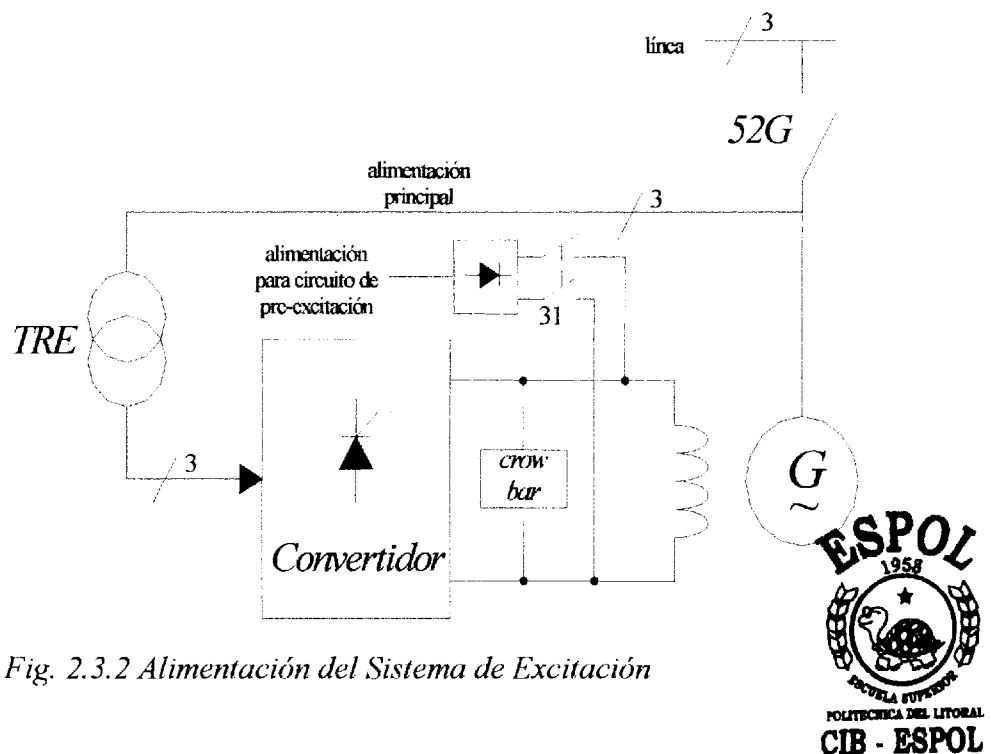 3
línea
52G
alimentación
principal
3
alimentación
para circuito de
pre-excitación
31
TRE
3
crow
bar
G
~
Convertidor
ESPOL
1958
ESCUELA SUPERIOR
POLITECNICA DEL LITORAL
CIB - ESPOL
Fig. 2.3.2 Alimentación del Sistema de Excitación